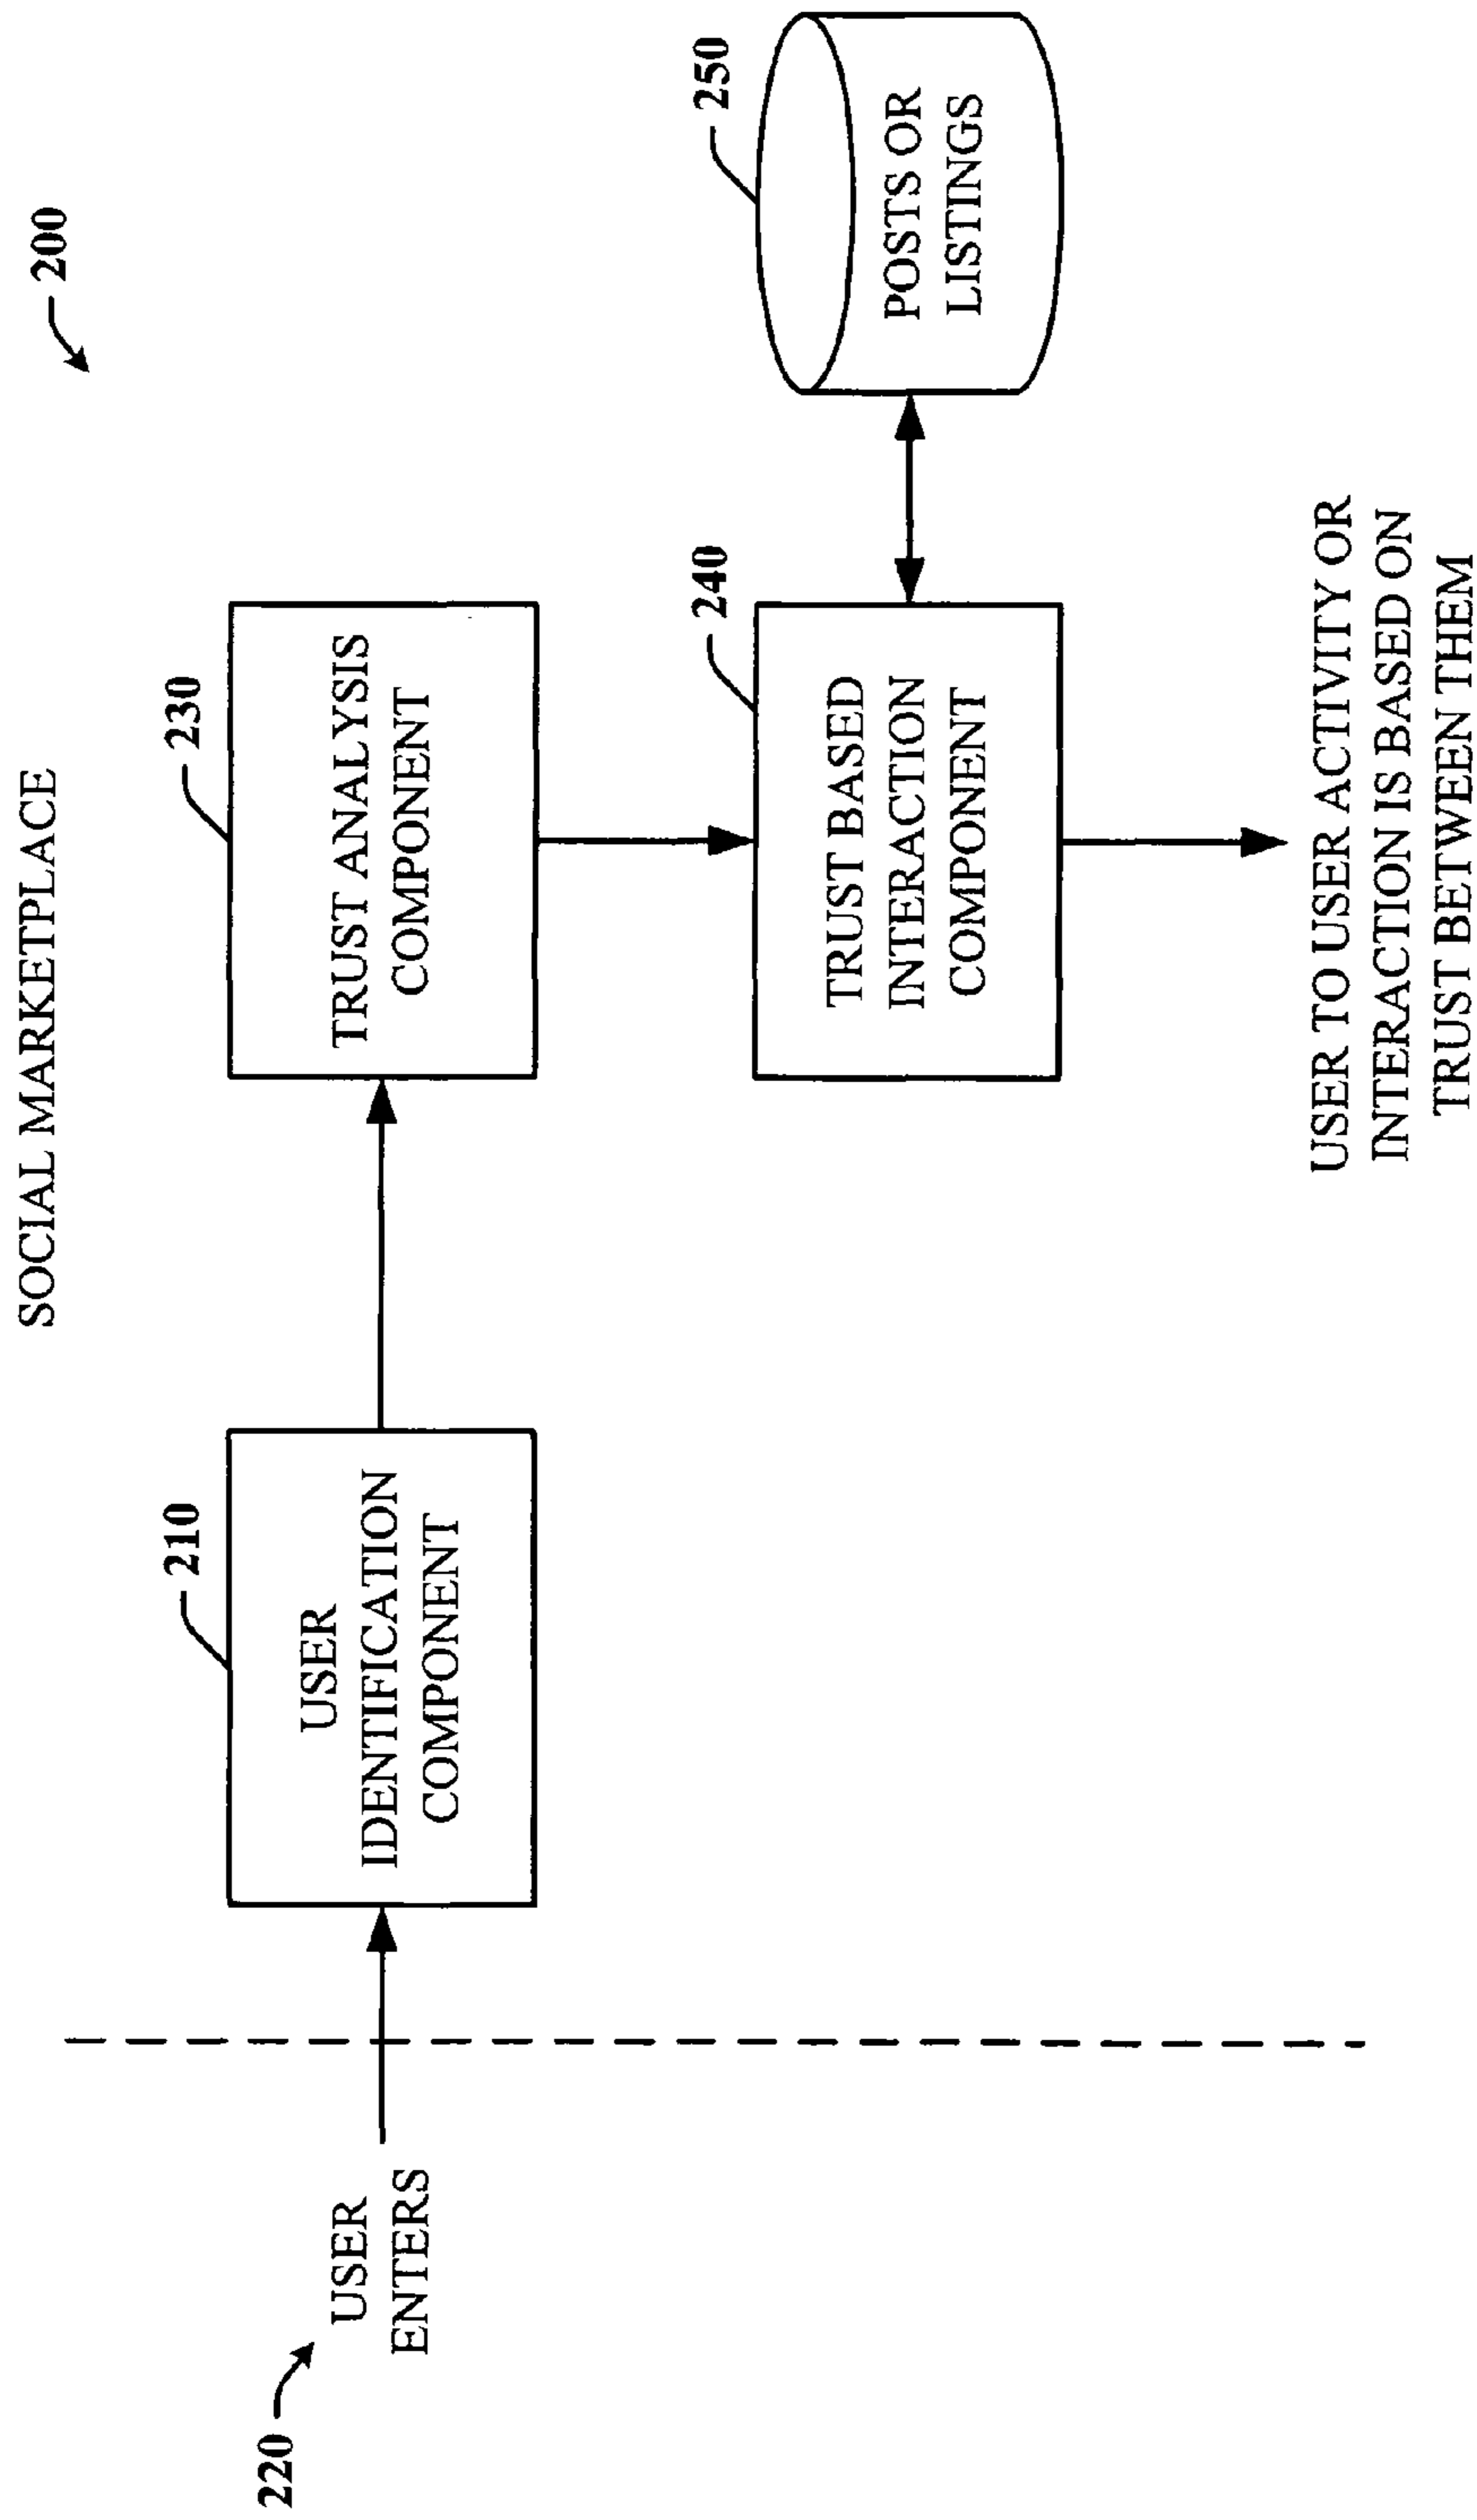 SOCIAL MARKETPLACE
200
220
USER
ENTERS
210
USER
IDENTIFICATION
COMPONENT
230
TRUST ANALYSIS
COMPONENT
240
TRUST BASED
INTERACTION
COMPONENT
250
POSTS OR
LISTINGS
USER TO USER ACTIVITY OR
INTERACTION IS BASED ON
TRUST BETWEEN THEM